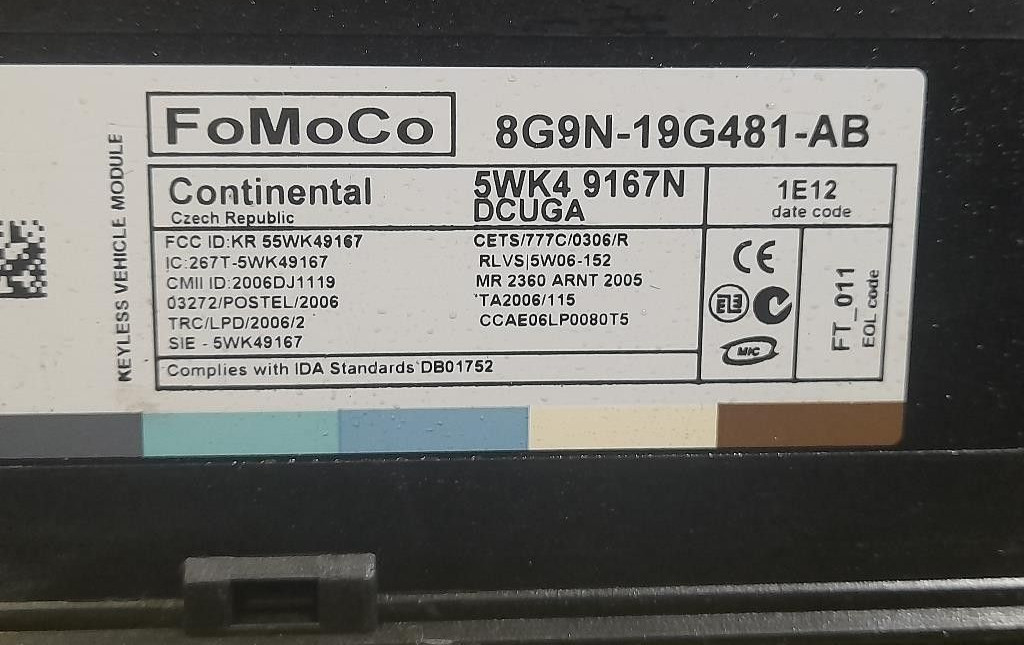 FoMoCo
8G9N-19G481-AB
KEYLESS VEHICLE MODULE
Continental
Czech Republic
5WK4 9167N
DCUGA
1E12
date code
FCC ID:KR 55WK49167
IC:267T-5WK49167
CMII ID:2006DJ1119
03272/POSTEL/2006
TRC/LPD/2006/2
SIE - 5WK49167
CETS/777C/0306/R
RLVS|5W06-152
MR 2360 ARNT 2005
TA2006/115
CCAE06LP0080T5
Complies with IDA Standards DB01752
CE
MIC
FT_011
EOL code